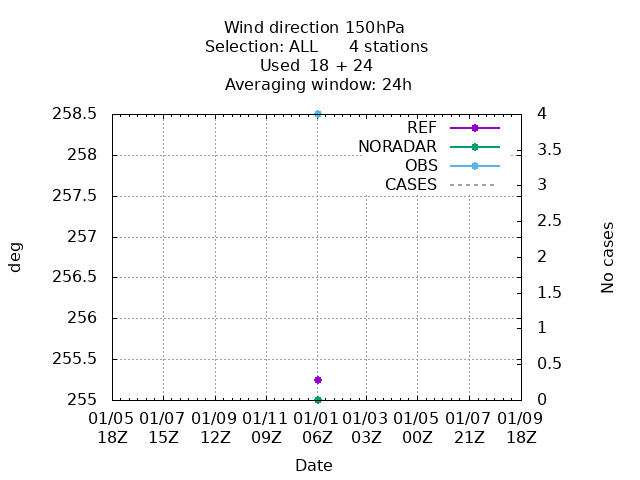 Wind direction 150hPa
Selection: ALL 4 stations
Used 18 + 24
Averaging window: 24h
258.5
258
257.5
257
256.5
256
255.5
255
deg
4
3.5
3
2.5
2
1.5
1
0.5
0
No cases
REF
NORADAR
OBS
CASES
01/05 01/07 01/09 01/11 01/01 01/03 01/05 01/07 01/09
18Z 15Z 12Z 09Z 06Z 03Z 00Z 21Z 18Z
Date